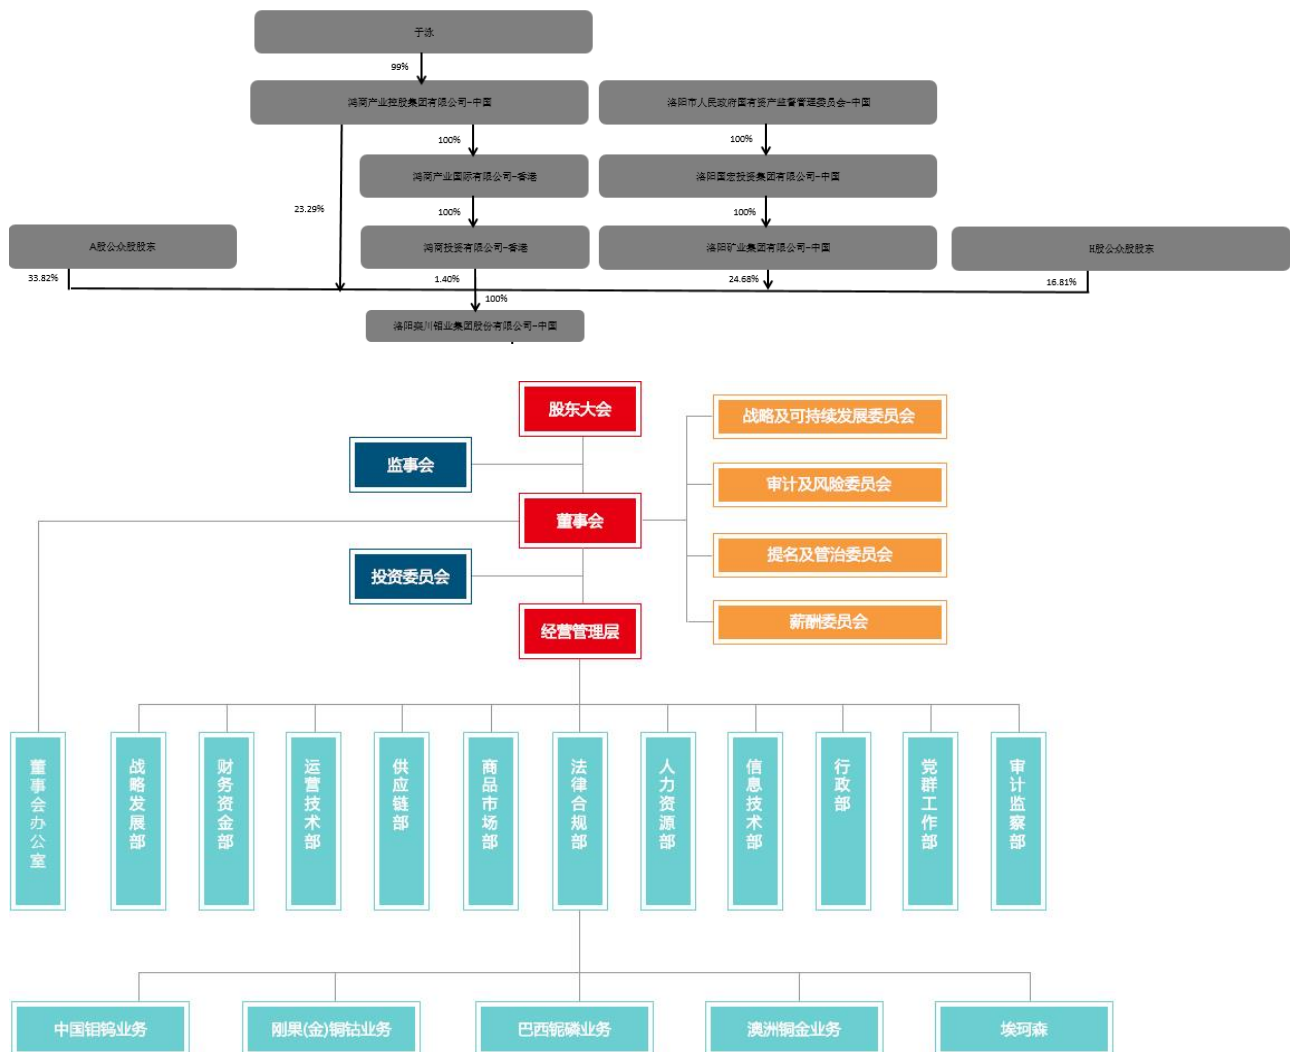 于泳
99%
鸿商产业控股集团有限公司-中国
洛阳市人民政府国有资产监督管理委员会-中国
100%
100%
鸿商产业国际有限公司-香港
洛阳国宏投资集团有限公司-中国
23.29%
100%
100%
A股公众股股东
鸿商投资有限公司-香港
洛阳矿业集团有限公司-中国
H股公众股股东
33.82%
1.40%
24.68%
16.81%
100%
洛阳栾川钼业集团股份有限公司-中国
股东大会
战略及可持续发展委员会
监事会
审计及风险委员会
董事会
提名及管治委员会
投资委员会
薪酬委员会
经营管理层
董事会办公室
战略发展部
财务资金部
运营技术部
供应链部
商品市场部
法律合规部
人力资源部
信息技术部
行政部
党群工作部
审计监察部
中国钼钨业务
刚果(金)铜钴业务
巴西铌磷业务
澳洲铜金业务
埃珂森